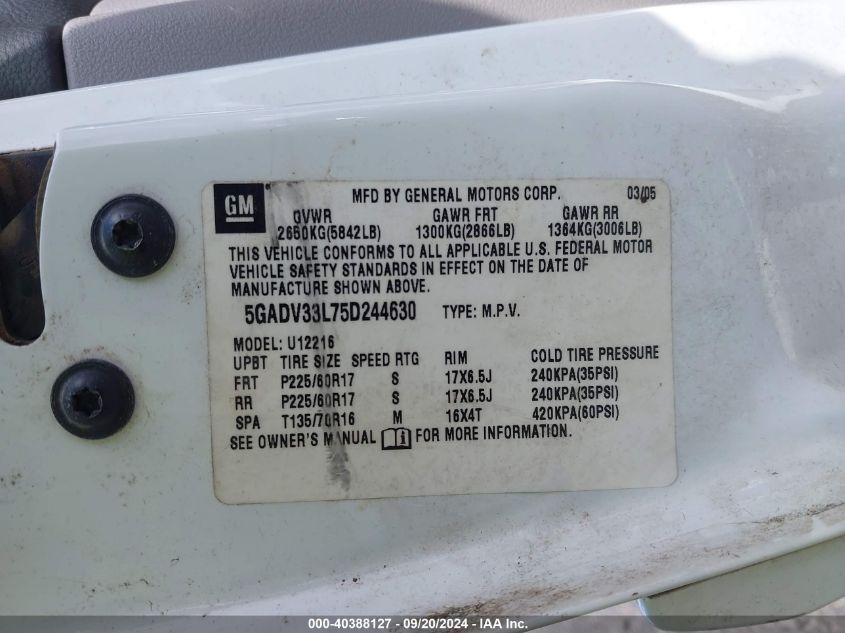 GM
MFD BY GENERAL MOTORS CORP. 03/05
GVWR GAWR FRT GAWR RR
2650KG(5842LB) 1300KG(2866LB) 1364KG(3006LB)
THIS VEHICLE CONFORMS TO ALL APPLICABLE U.S. FEDERAL MOTOR
VEHICLE SAFETY STANDARDS IN EFFECT ON THE DATE OF
MANUFACTURE SHOWN ABOVE.
5GADV33L75D244630 TYPE: M.P.V.
MODEL: U12216
UPBT TIRE SIZE SPEED RTG RIM COLD TIRE PRESSURE
FRT P225/60R17 S 17X6.5J 240KPA(35PSI)
RR P225/60R17 S 17X6.5J 240KPA(35PSI)
SPA T135/70R16 M 16X4T 420KPA(60PSI)
SEE OWNER'S MANUAL FOR MORE INFORMATION.
000-40388127 - 09/20/2024 - IAA Inc.